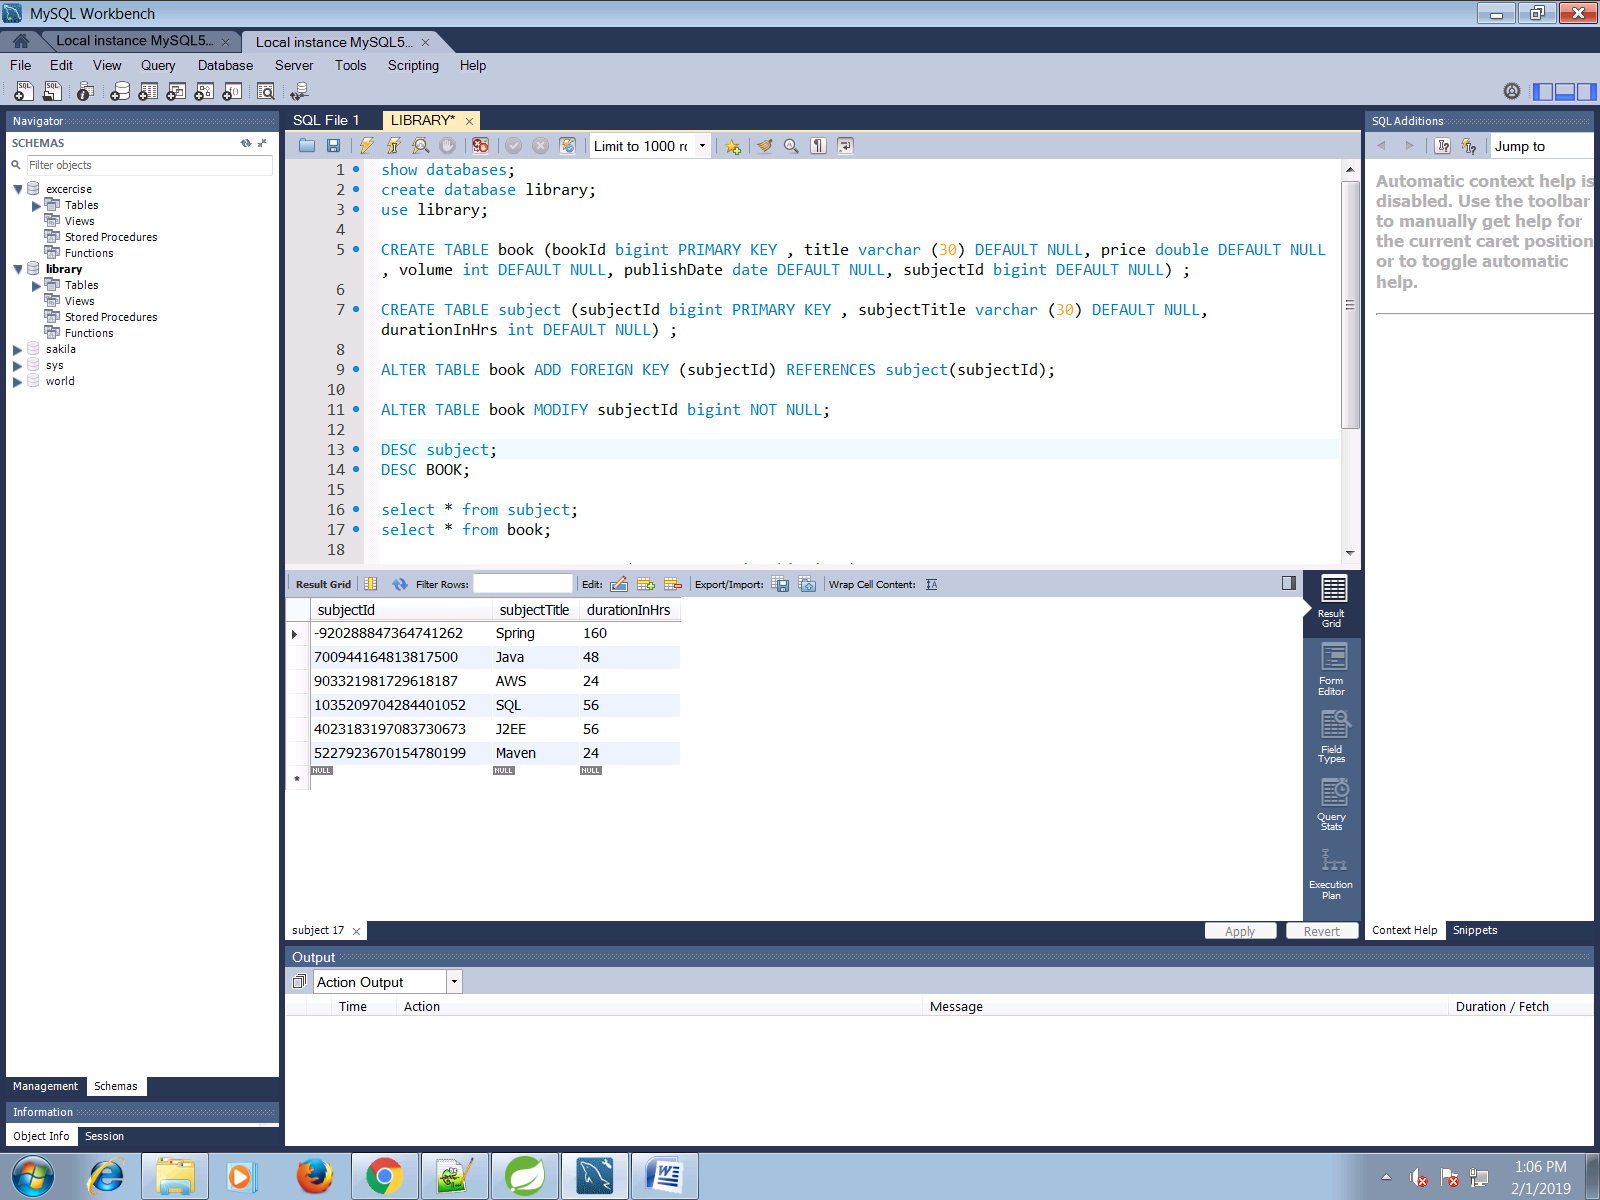 MySQL Workbench
Local instance MySQL5... ×
Local instance MySQL5... ×
File Edit View Query Database Server Tools Scripting Help
Navigator
SCHEMAS
Filter objects
excercise
Tables
Views
Stored Procedures
Functions
library
Tables
Views
Stored Procedures
Functions
sakila
sys
world
Management Schemas
Information
Object Info Session
SQL File 1 LIBRARY* ×
Limit to 1000 rc
1 show databases;
2 create database library;
3 use library;
4
5 CREATE TABLE book (bookId bigint PRIMARY KEY , title varchar (30) DEFAULT NULL, price double DEFAULT NULL
, volume int DEFAULT NULL, publishDate date DEFAULT NULL, subjectId bigint DEFAULT NULL) ;
6
7 CREATE TABLE subject (subjectId bigint PRIMARY KEY , subjectTitle varchar (30) DEFAULT NULL,
durationInHrs int DEFAULT NULL) ;
8
9 ALTER TABLE book ADD FOREIGN KEY (subjectId) REFERENCES subject(subjectId);
10
11 ALTER TABLE book MODIFY subjectId bigint NOT NULL;
12
13 DESC subject;
14 DESC BOOK;
15
16 select * from subject;
17 select * from book;
18
Result Grid Filter Rows: Edit: Export/Import: Wrap Cell Content:
subjectId subjectTitle durationInHrs
-920288847364741262 Spring 160
700944164813817500 Java 48
903321981729618187 AWS 24
1035209704284401052 SQL 56
4023183197083730673 J2EE 56
5227923670154780199 Maven 24
* NULL NULL NULL
Result
Grid
Form
Editor
Field
Types
Query
Stats
Execution
Plan
subject 17 ×
Apply Revert
Output
Action Output
Time Action Message Duration / Fetch
SQL Additions
Jump to
Automatic context help is
disabled. Use the toolbar
to manually get help for
the current caret position
or to toggle automatic
help.
Context Help Snippets
1:06 PM
2/1/2019